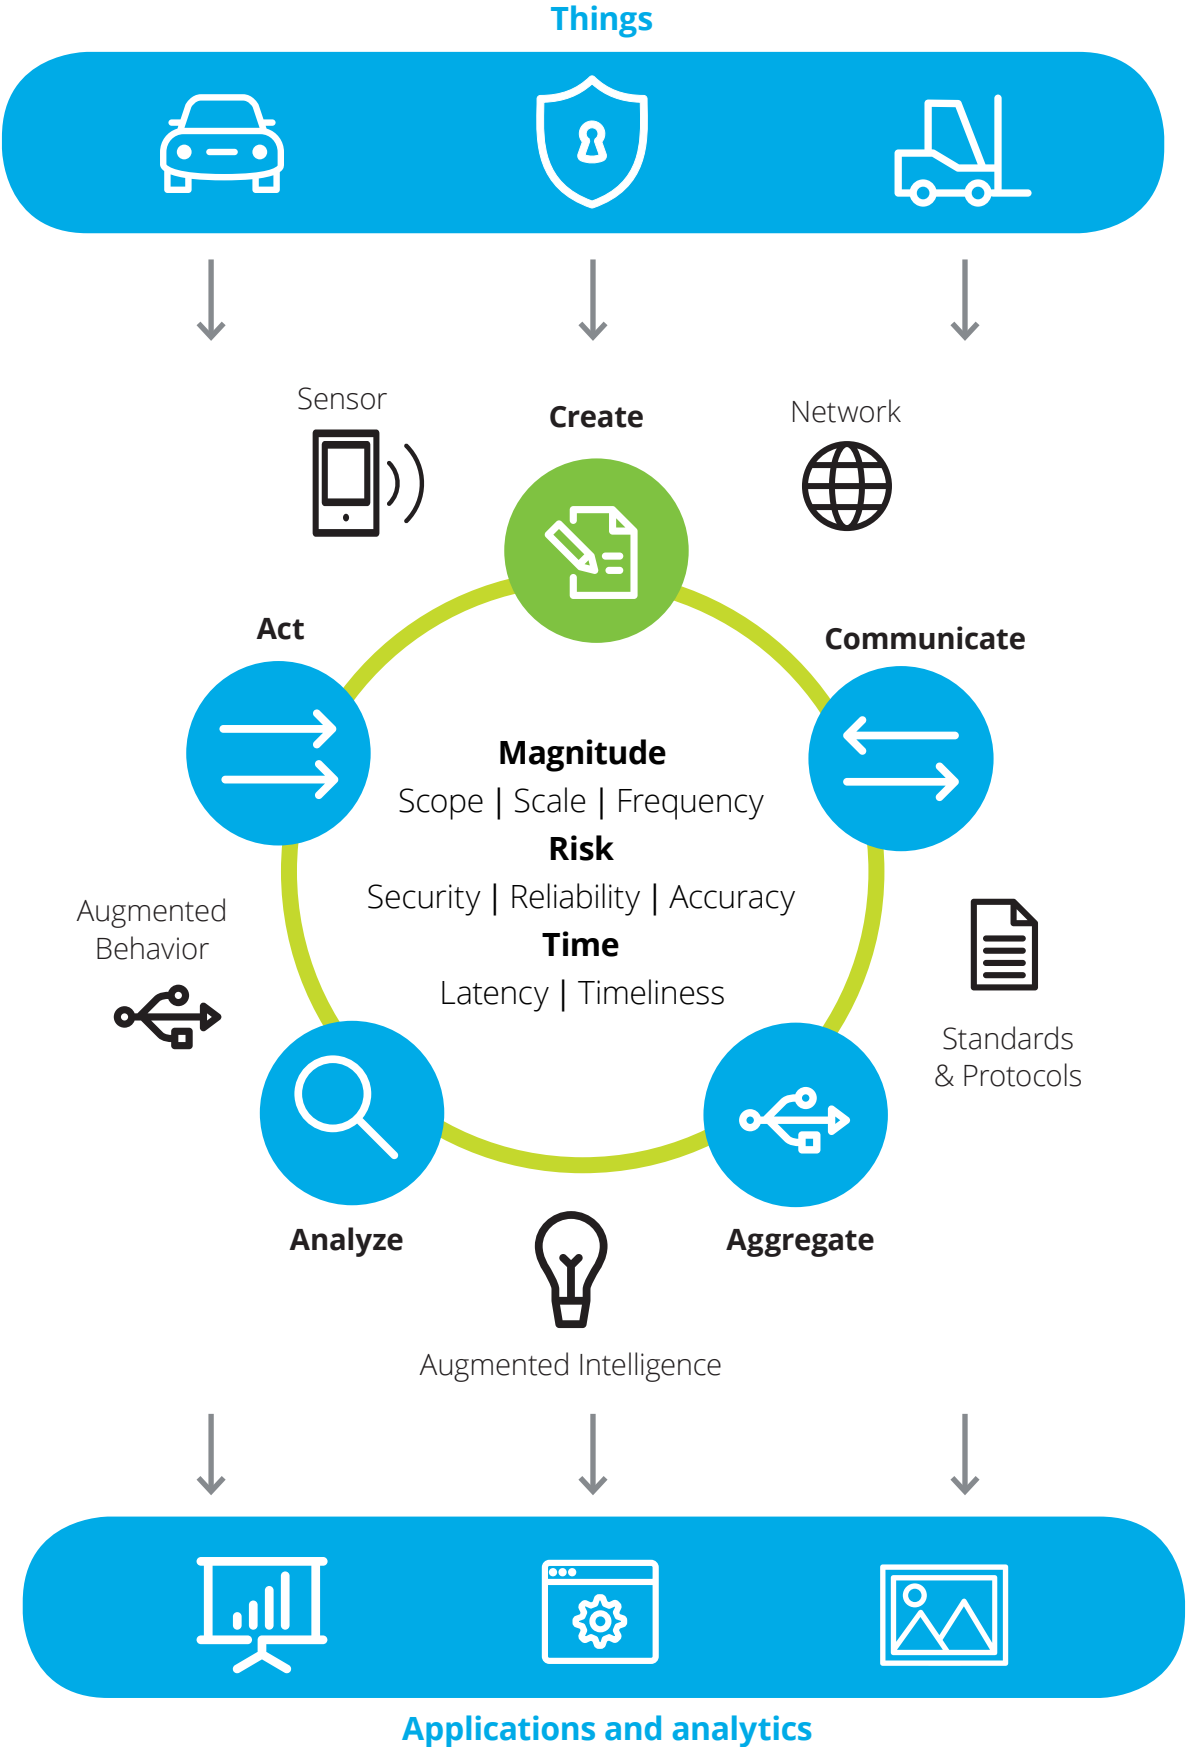 Things
Sensor
Create
Network
Act
Communicate
Magnitude
Scope | Scale | Frequency
Risk
Security | Reliability | Accuracy
Time
Latency | Timeliness
Augmented
Behavior
Standards
& Protocols
Analyze
Aggregate
Augmented Intelligence
Applications and analytics